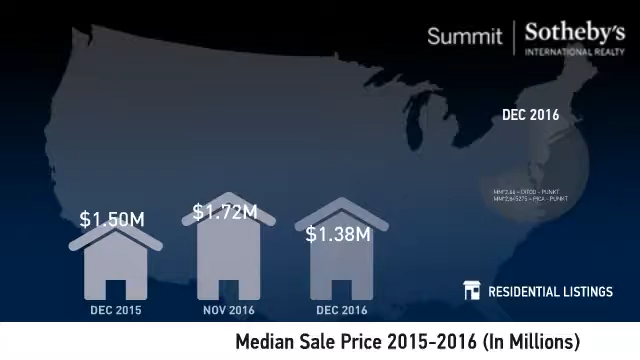 Summit | Sotheby's
INTERNATIONAL REALTY
DEC 2016
$1.50M
$1.72M
$1.38M
DEC 2015
NOV 2016
DEC 2016
RESIDENTIAL LISTINGS
Median Sale Price 2015-2016 (In Millions)